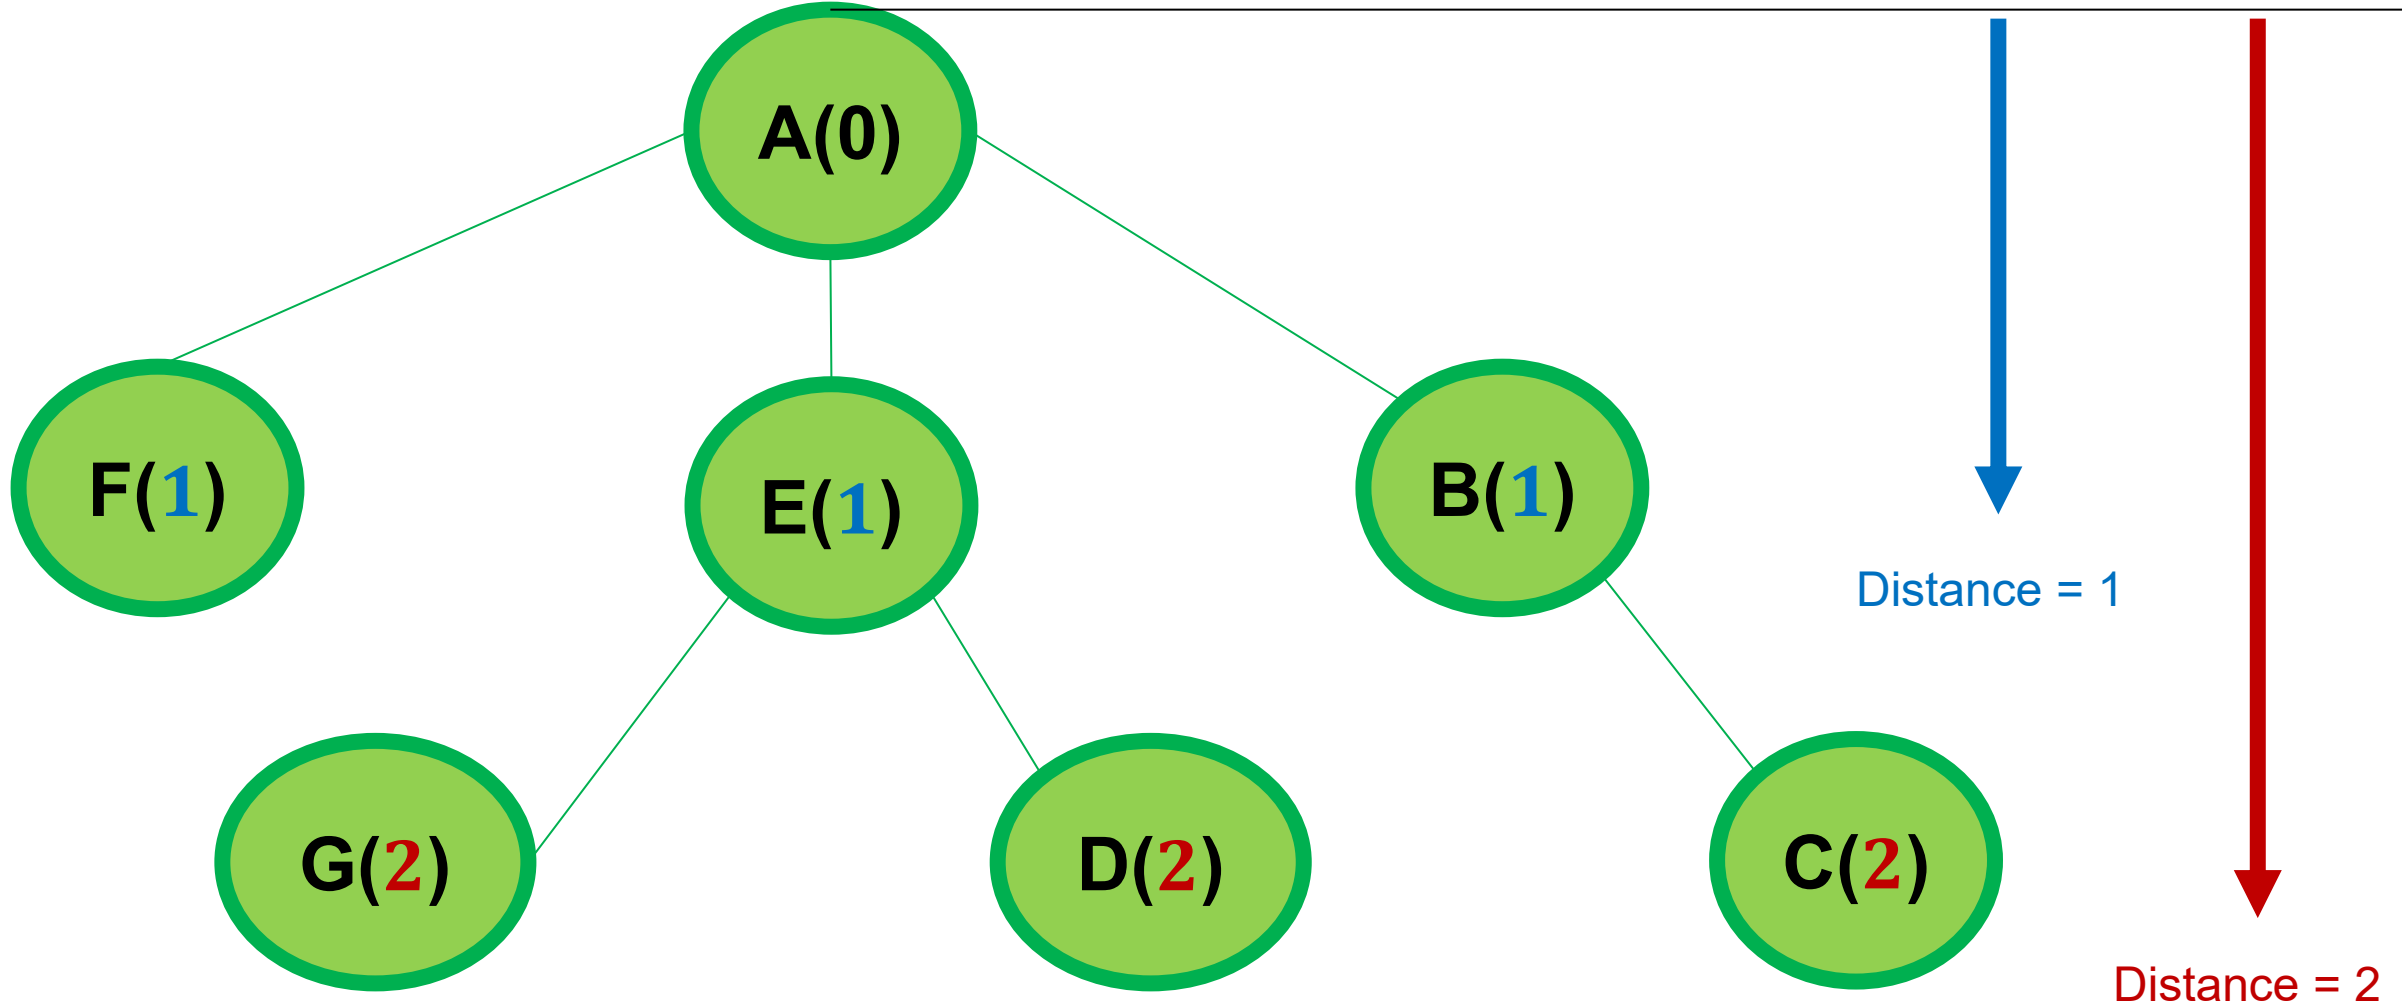 A(0)
F(1)
E(1)
B(1)
Distance = 1
G(2)
D(2)
C(2)
Distance = 2